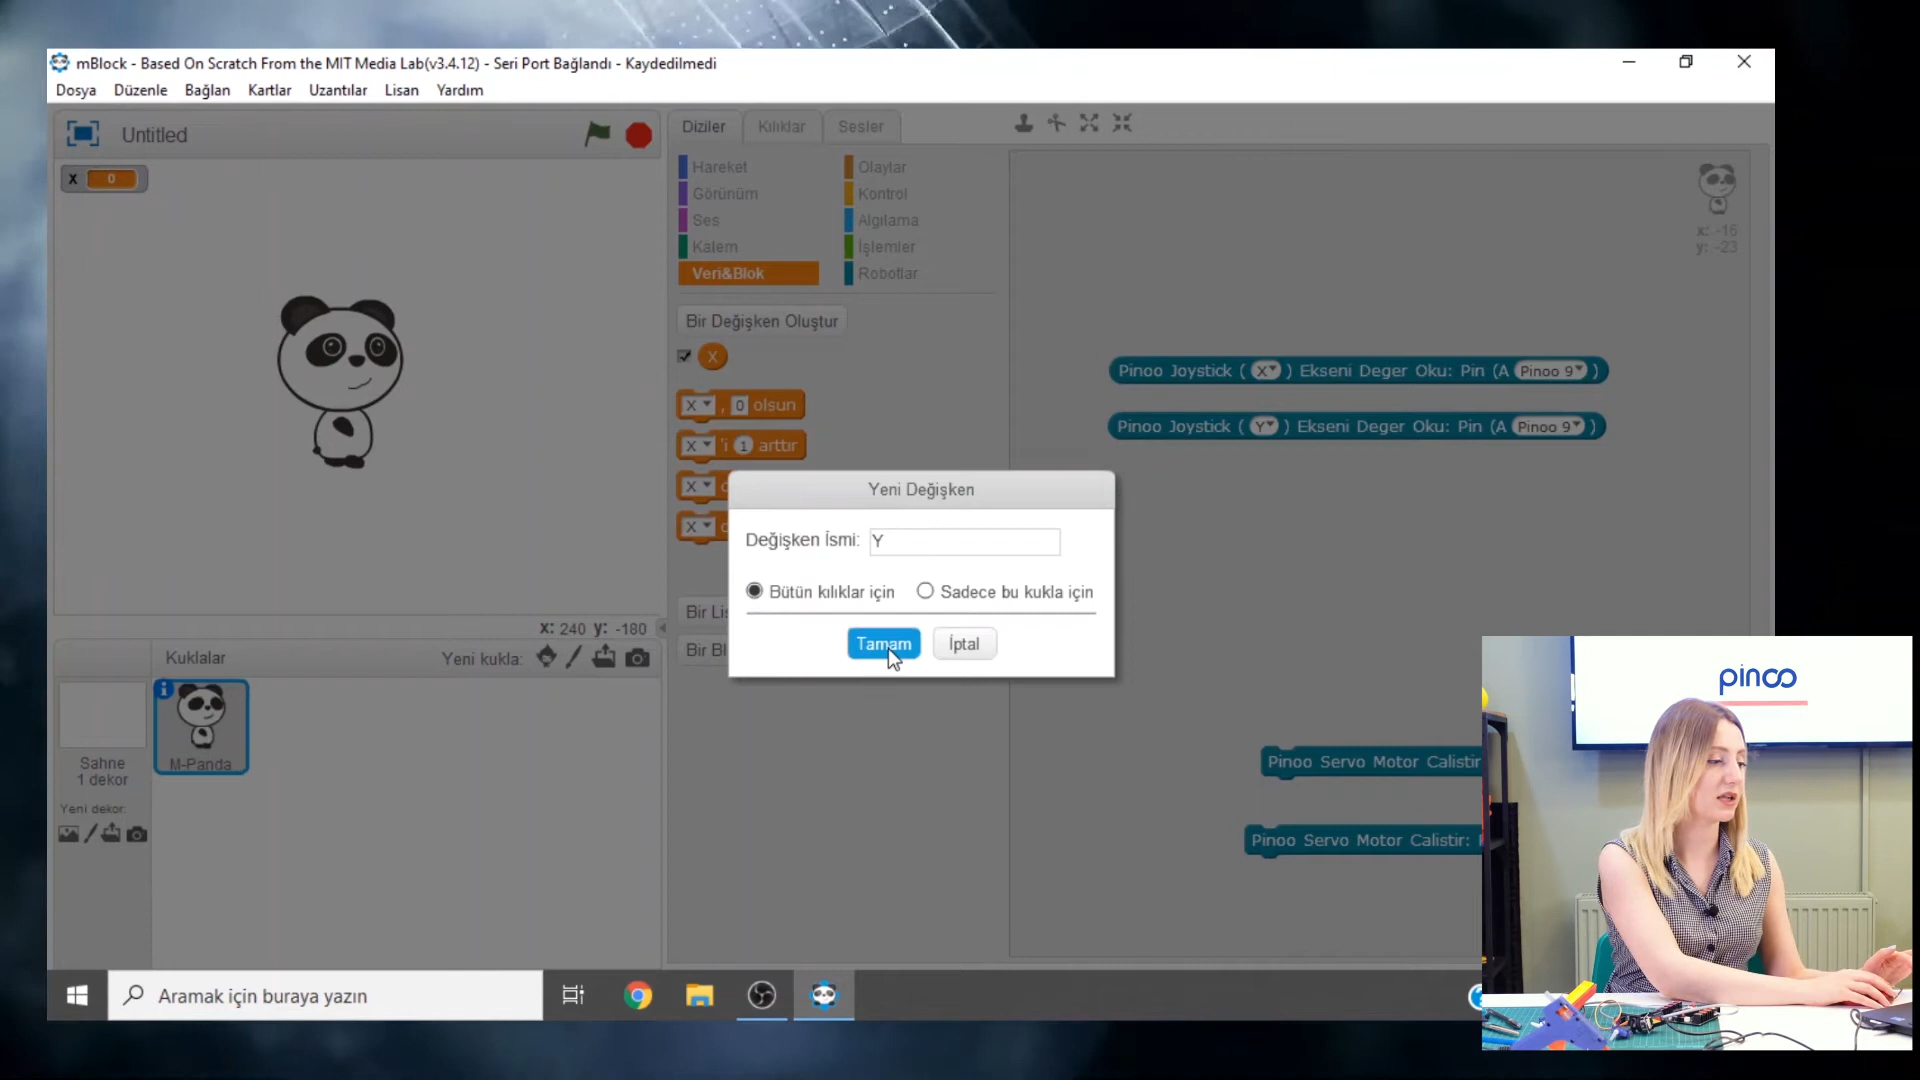 mBlock - Based On Scratch From the MIT Media Lab(v3.4.12) - Seri Port Bağlandı - Kaydedilmedi
Dosya Düzenle Bağlan Kartlar Uzantılar Lisan Yardım
Untitled
X 0
Diziler Kılıklar Sesler
Hareket Olaylar
Görünüm Kontrol
Ses Algılama
Kalem İşlemler
Veri&Blok Robotlar
Bir Değişken Oluştur
X
X , 0 olsun
X 'i 1 arttır
X
X
Bir
Bir
x: -16
y: -23
Pinoo Joystick ( X ) Ekseni Deger Oku: Pin (A Pinoo 9 )
Pinoo Joystick ( Y ) Ekseni Deger Oku: Pin (A Pinoo 9 )
Yeni Değişken
Değişken İsmi: Y
Bütün kılıklar için Sadece bu kukla için
Tamam İptal
Pinoo Servo Motor Calistir
Pinoo Servo Motor Calistir:
x: 240 y: -180
Kuklalar Yeni kukla:
Sahne
1 dekor
Yeni dekor:
M-Panda
Aramak için buraya yazın
pinoo